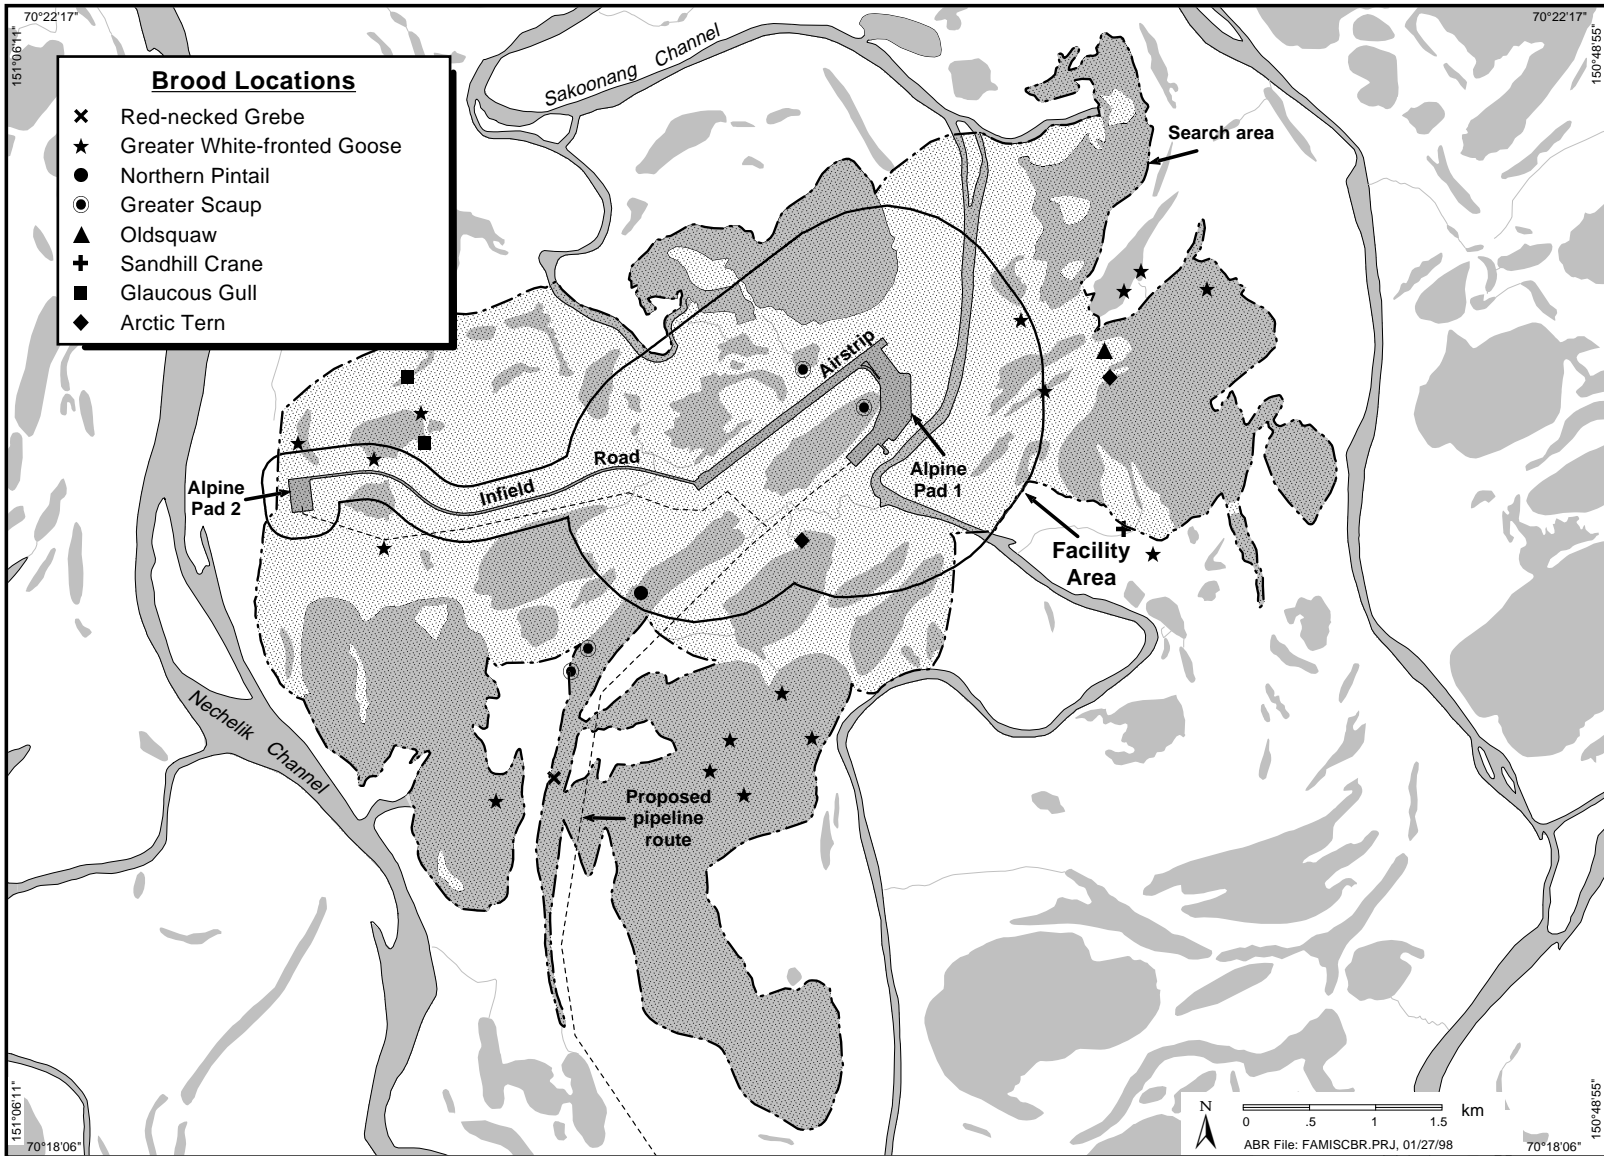 70°22'17"
70°22'17"
151°06'11"
150°48'55"
Brood Locations
Red-necked Grebe
Greater White-fronted Goose
Northern Pintail
Greater Scaup
Oldsquaw
Sandhill Crane
Glaucous Gull
Arctic Tern
Sakoonang Channel
Search area
Airstrip
Road
Infield
Alpine
Pad 1
Alpine
Pad 2
Facility
Area
Nechelik Channel
Proposed
pipeline
route
N
0 .5 1 1.5 km
ABR File: FAMISCBR.PRJ, 01/27/98
151°06'11"
150°48'55"
70°18'06"
70°18'06"